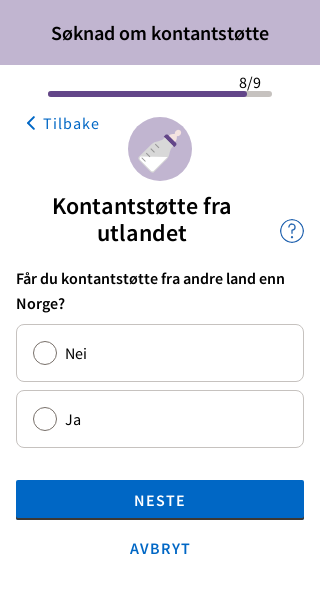 Søknad om kontantstøtte
8/9
Tilbake
Kontantstøtte fra
utlandet
?
Får du kontantstøtte fra andre land enn
Norge?
Nei
Ja
NESTE
AVBRYT